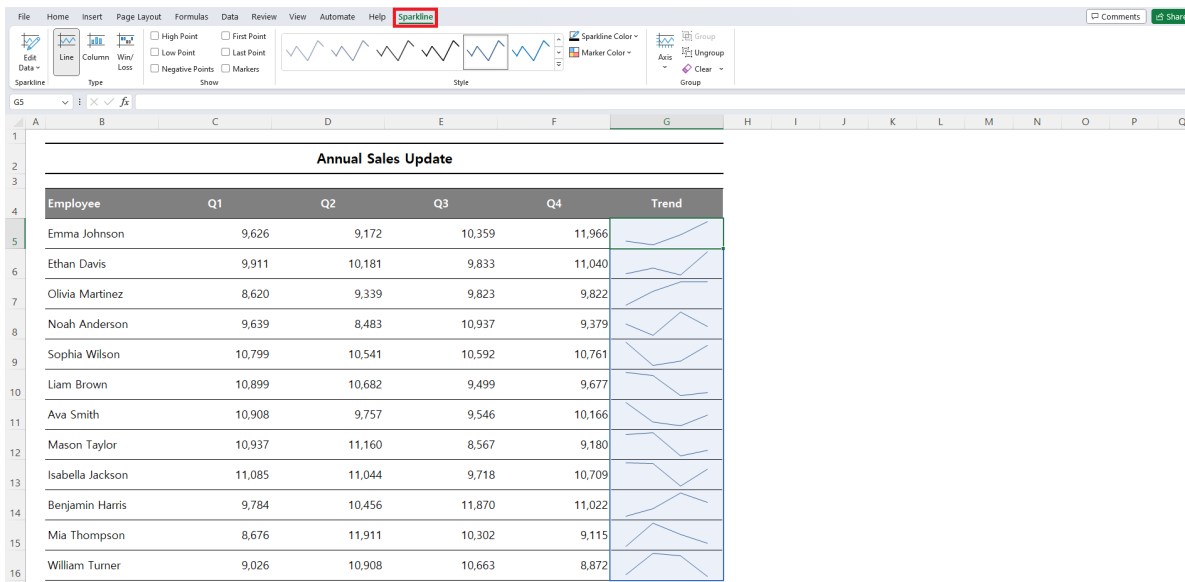 File Home Insert Page Layout Formulas Data Review View Automate Help Sparkline Comments Share
High Point First Point Sparkline Color Group
Edit Data Line Column Win/Loss Low Point Last Point Marker Color Axis Ungroup
Negative Points Markers Clear
Sparkline Type Show Style Group
G5 fx
A B C D E F G H I J K L M N O P Q
1
2 Annual Sales Update
3
4 Employee Q1 Q2 Q3 Q4 Trend
5 Emma Johnson 9,626 9,172 10,359 11,966
6 Ethan Davis 9,911 10,181 9,833 11,040
7 Olivia Martinez 8,620 9,339 9,823 9,822
8 Noah Anderson 9,639 8,483 10,937 9,379
9 Sophia Wilson 10,799 10,541 10,592 10,761
10 Liam Brown 10,899 10,682 9,499 9,677
11 Ava Smith 10,908 9,757 9,546 10,166
12 Mason Taylor 10,937 11,160 8,567 9,180
13 Isabella Jackson 11,085 11,044 9,718 10,709
14 Benjamin Harris 9,784 10,456 11,870 11,022
15 Mia Thompson 8,676 11,911 10,302 9,115
16 William Turner 9,026 10,908 10,663 8,872